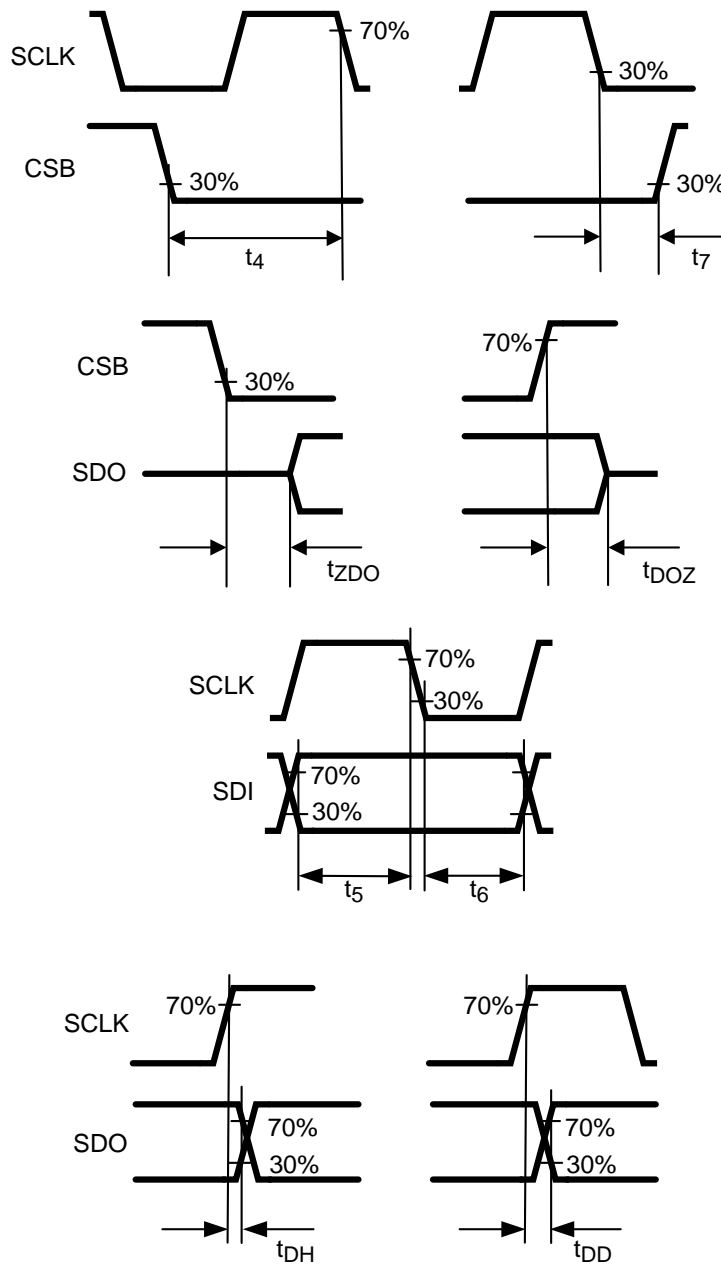 SCLK
70%
30%
CSB
30%
30%
t4
t7
CSB
30%
70%
SDO
tZDO
tDOZ
SCLK
70%
30%
SDI
70%
30%
t5
t6
SCLK
70%
70%
SDO
70%
30%
70%
30%
tDH
tDD